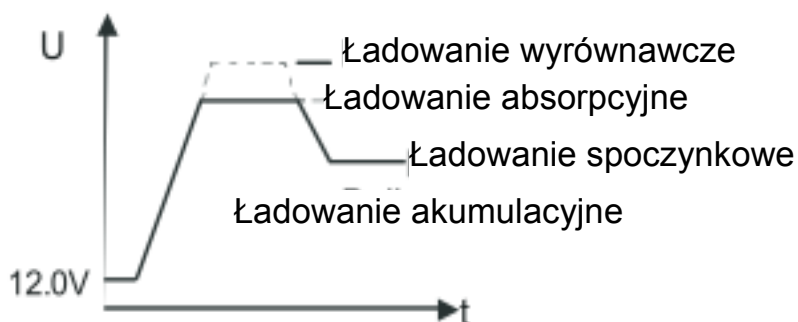 U
Ładowanie wyrównawcze
Ładowanie absorpcyjne
Ładowanie spoczynkowe
Ładowanie akumulacyjne
12.0V
t